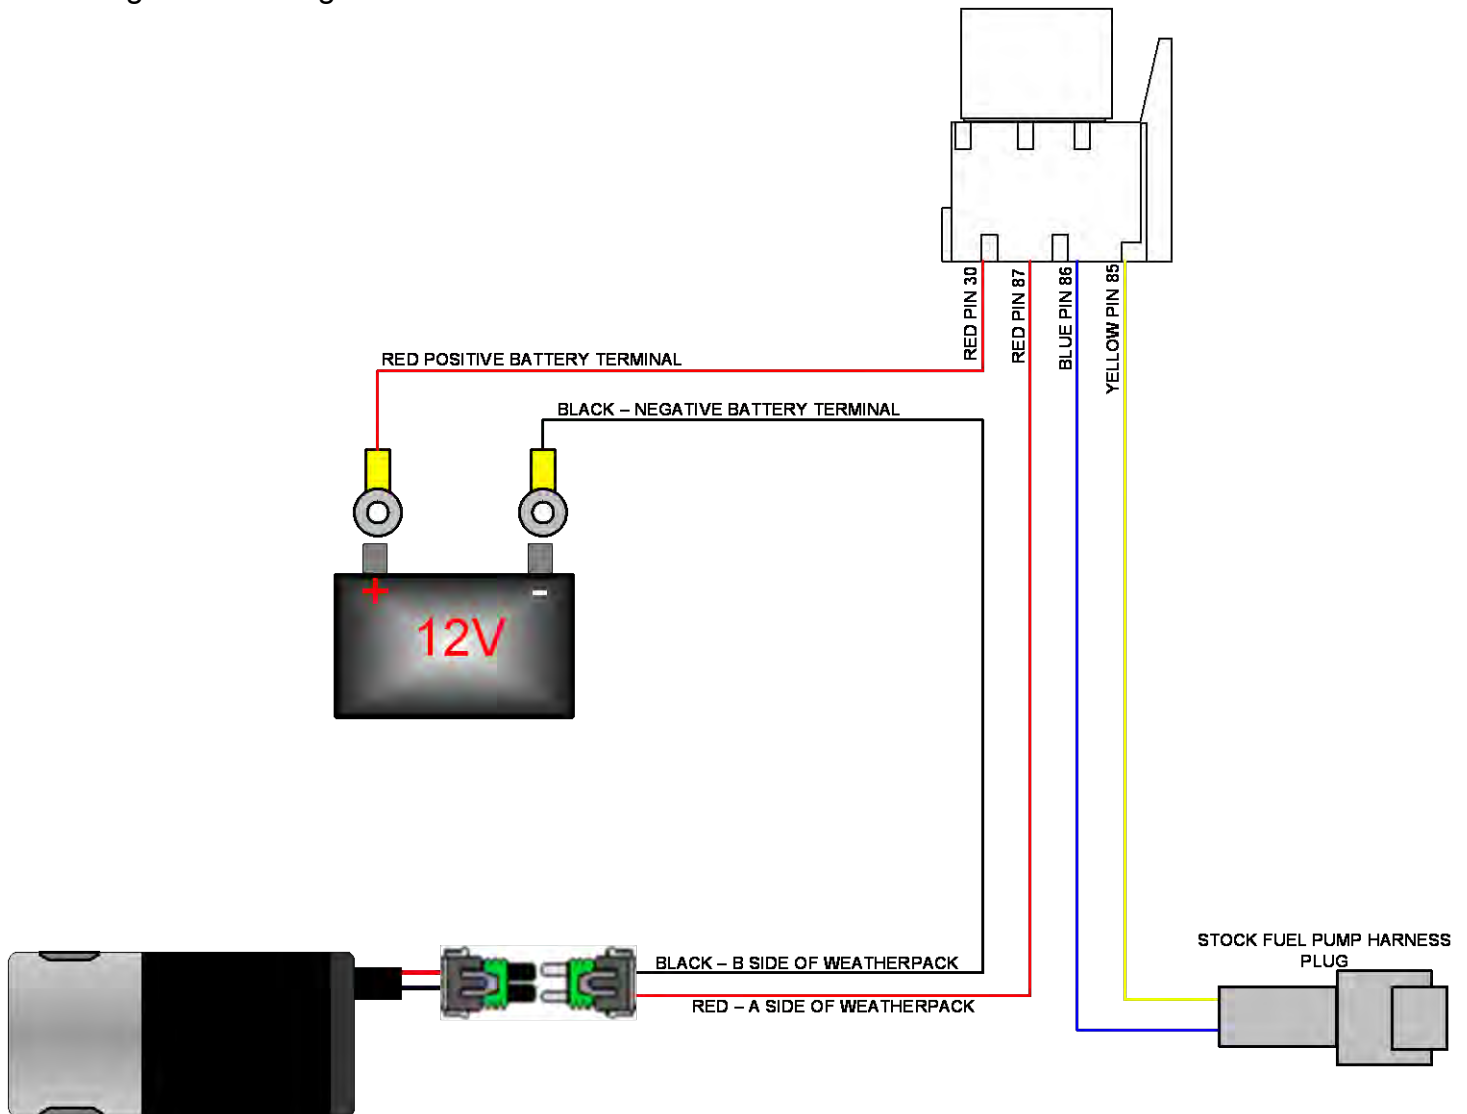 RED PIN 30
RED PIN 87
BLUE PIN 86
YELLOW PIN 85
RED POSITIVE BATTERY TERMINAL
BLACK – NEGATIVE BATTERY TERMINAL
+
-
12V
STOCK FUEL PUMP HARNESS
PLUG
BLACK – B SIDE OF WEATHERPACK
RED – A SIDE OF WEATHERPACK